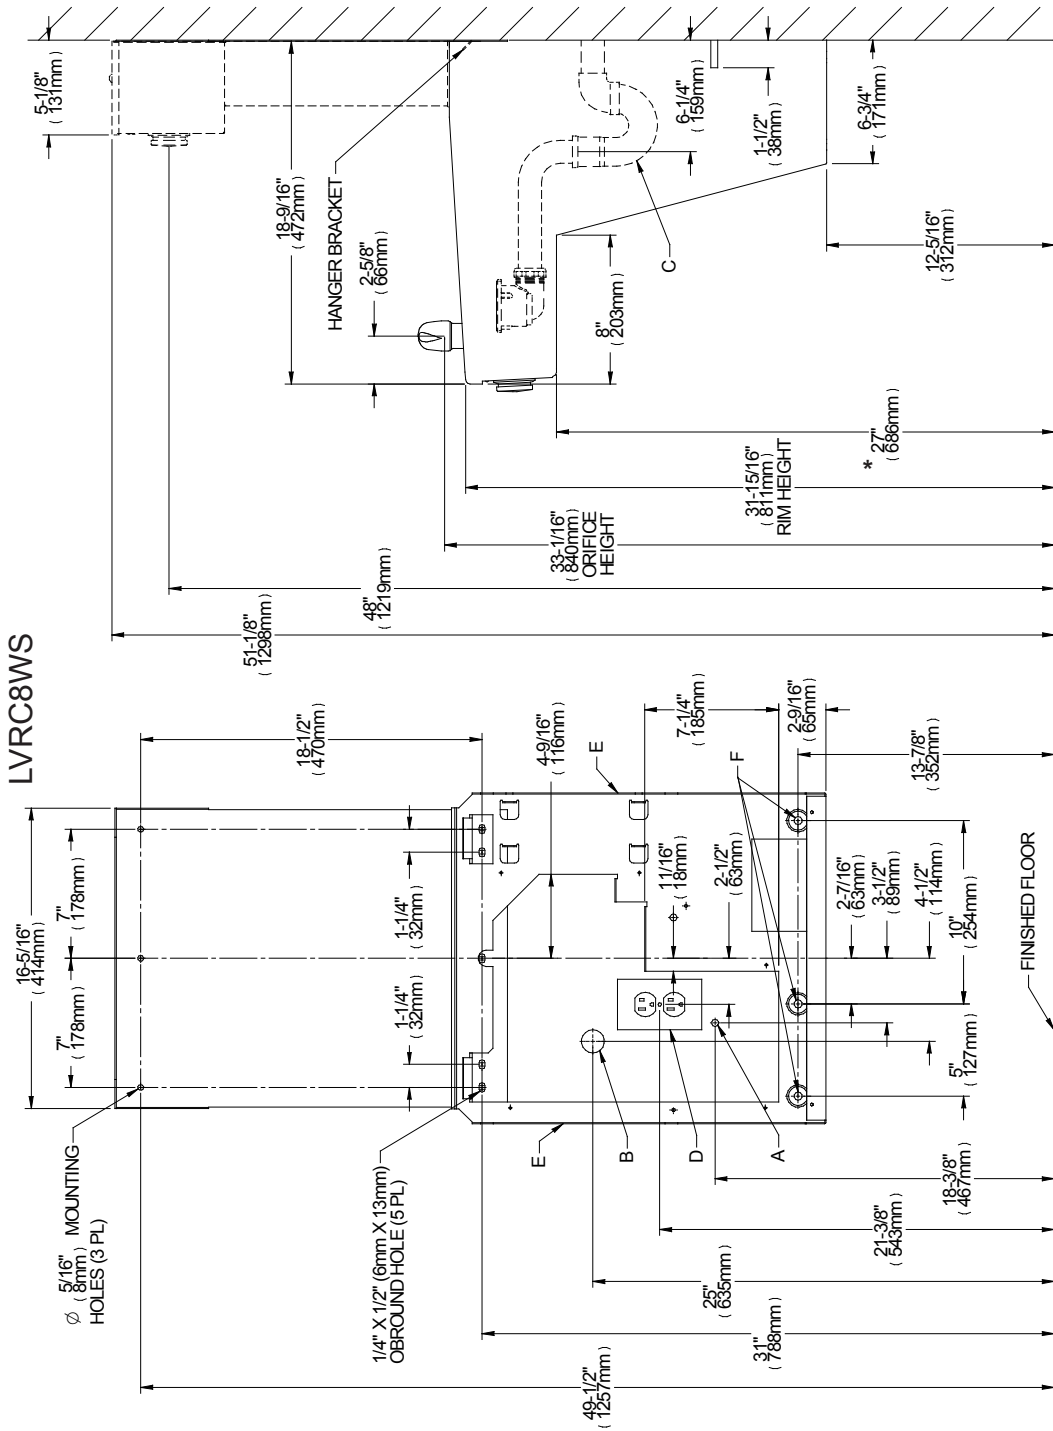 LVRC8WS
16-5/16"
( 414mm)
7"
( 178mm)
7"
( 178mm)
Ø 5/16" MOUNTING
( 8mm )
HOLES (3 PL)
18-1/2"
( 470mm)
1-1/4"
( 32mm)
1-1/4"
( 32mm)
1/4" X 1/2" (6mm X 13mm)
OBROUND HOLE (5 PL)
4-9/16"
( 116mm)
E
E
7-1/4"
( 185mm)
11/16"
( 18mm)
2-1/2"
( 63mm)
B
D
A
F
2-9/16"
( 65mm)
2-7/16"
( 63mm)
3-1/2"
( 89mm)
4-1/2"
( 114mm)
13-7/8"
( 352mm)
10"
( 254mm)
5"
( 127mm)
18-3/8"
( 467mm)
21-3/8"
( 543mm)
25"
( 635mm)
31"
( 788mm)
49-1/2"
( 1257mm)
FINISHED FLOOR
5-1/8"
( 131mm)
18-9/16"
( 472mm)
HANGER BRACKET
2-5/8"
( 66mm )
6-1/4"
( 159mm)
1-1/2"
( 38mm)
6-3/4"
( 171mm)
C
8"
( 203mm)
12-5/16"
( 312mm)
* 27"
( 686mm)
31-15/16"
( 811mm )
RIM HEIGHT
33-1/16"
( 840mm )
ORIFICE
HEIGHT
48"
( 1219mm)
51-1/8"
( 1298mm)